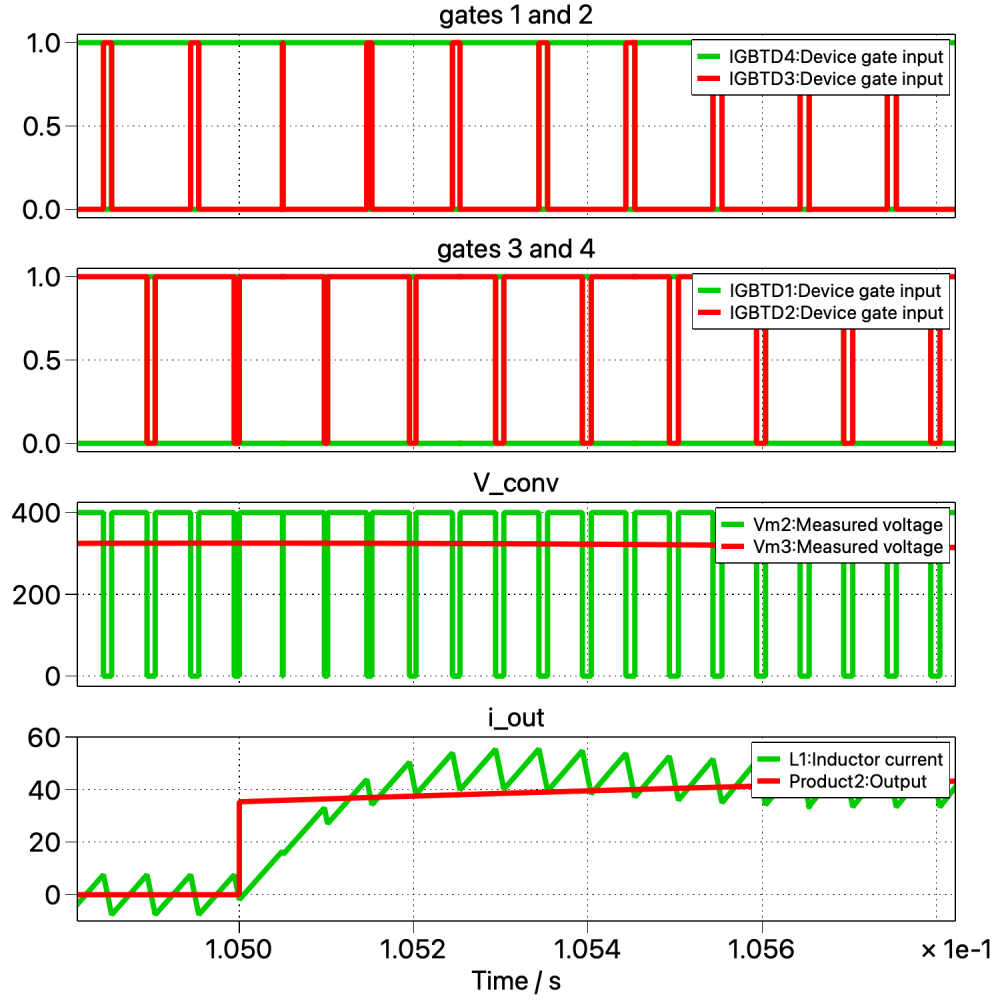 gates 1 and 2
1.0
0.5
0.0
IGBTD4:Device gate input
IGBTD3:Device gate input
gates 3 and 4
1.0
0.5
0.0
IGBTD1:Device gate input
IGBTD2:Device gate input
V_conv
400
200
0
Vm2:Measured voltage
Vm3:Measured voltage
i_out
60
40
20
0
L1:Inductor current
Product2:Output
1.050 1.052 1.054 1.056 × 1e-1
Time / s